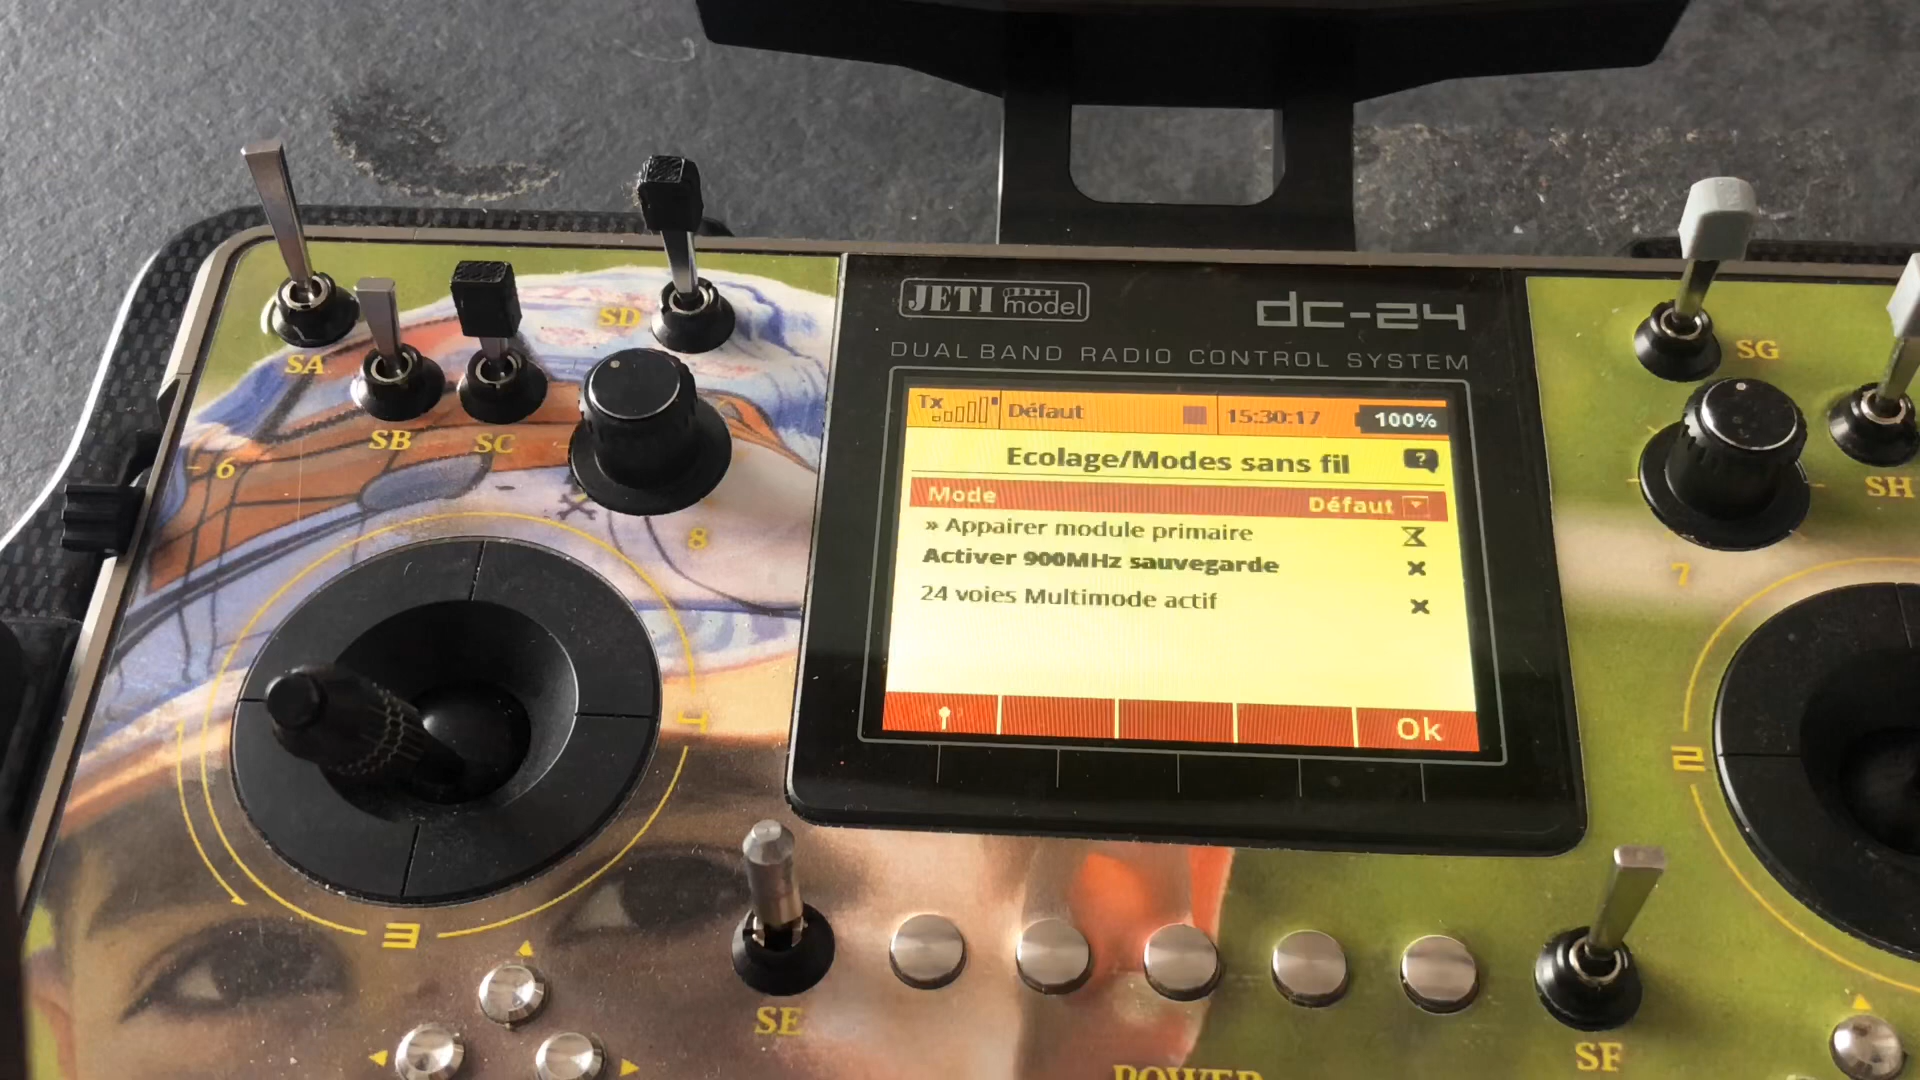 JETI model
dc-24
DUAL BAND RADIO CONTROL SYSTEM
Tx Défaut 15:30:17 100%
Ecolage/Modes sans fil ?
Mode Défaut
» Appairer module primaire
Activer 900MHz sauvegarde
24 voies Multimode actif
Ok
SA
SB
SC
SD
SG
SH
6
8
7
4
2
3
SE
SF
POWER